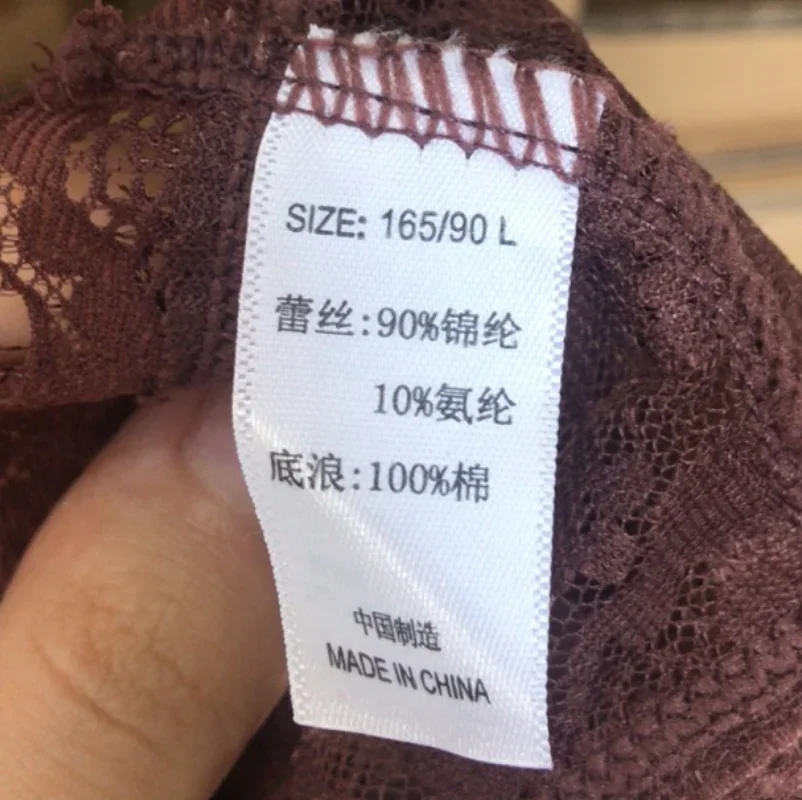 SIZE: 165/90 L
蕾丝:90%锦纶
10%氨纶
底浪:100%棉
中国制造
MADE IN CHINA